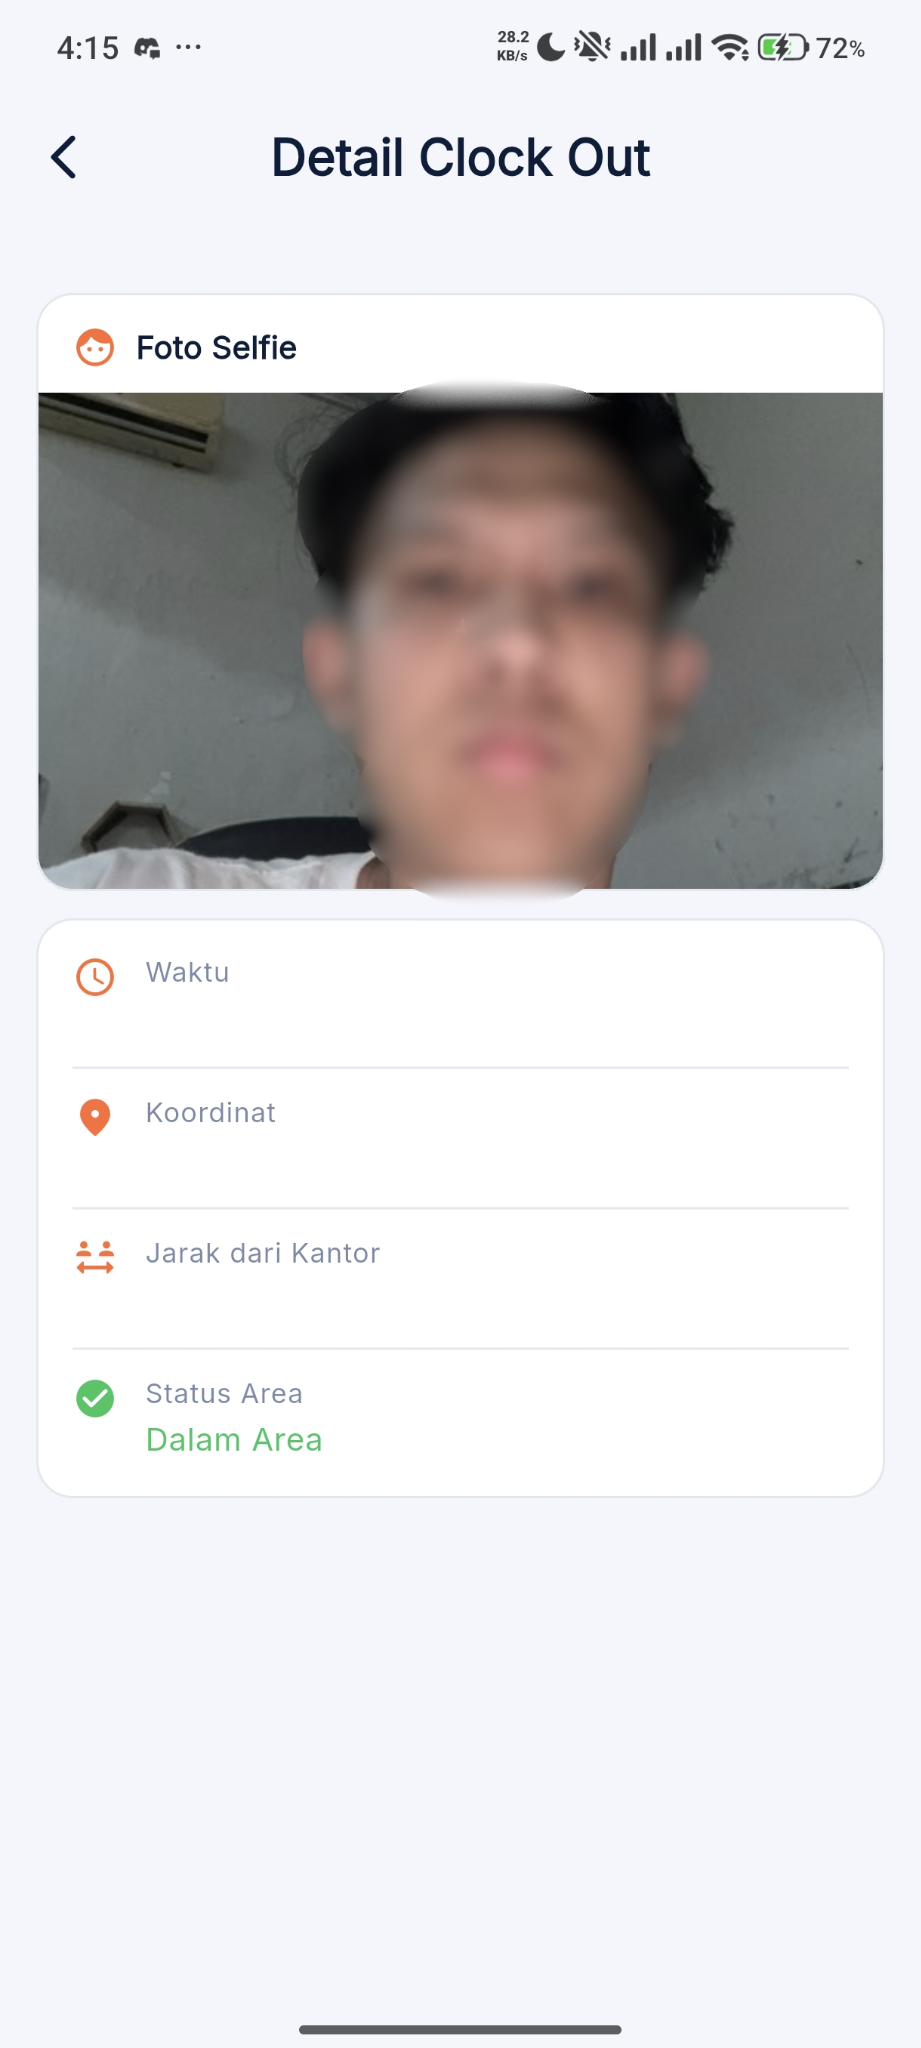 4:15 ...
28.2
KB/s
72%
Detail Clock Out
Foto Selfie
Waktu
Koordinat
Jarak dari Kantor
Status Area
Dalam Area